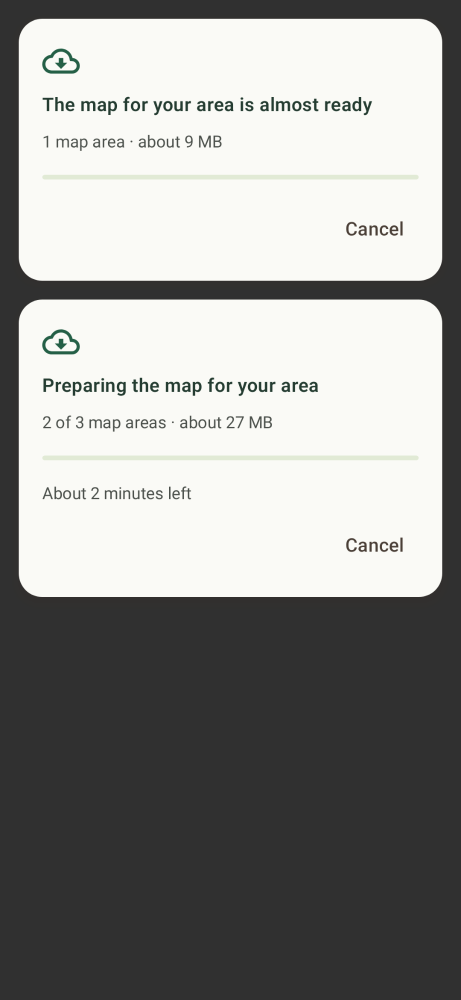 The map for your area is almost ready
1 map area · about 9 MB
Cancel
Preparing the map for your area
2 of 3 map areas · about 27 MB
About 2 minutes left
Cancel